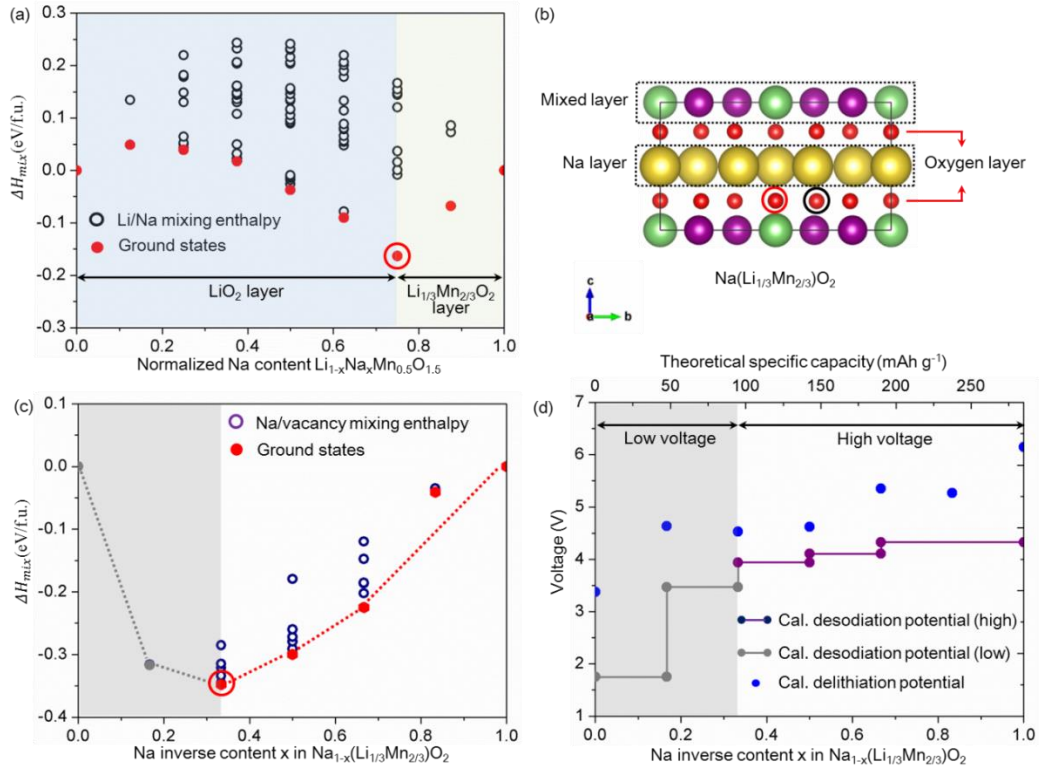 (a)
0.3
0.2
0.1
0.0
-0.1
-0.2
-0.3
ΔHmix(eV/f.u.)
Li/Na mixing enthalpy
Ground states
LiO2 layer
Li1/3Mn2/3O2
layer
0.0 0.2 0.4 0.6 0.8 1.0
Normalized Na content Li1-xNaxMn0.5O1.5
(b)
Mixed layer
Na layer
Oxygen layer
Na(Li1/3Mn2/3)O2
c
a
b
(c)
0.1
0.0
-0.1
-0.2
-0.3
-0.4
ΔHmix(eV/f.u.)
Na/vacancy mixing enthalpy
Ground states
0.0 0.2 0.4 0.6 0.8 1.0
Na inverse content x in Na1-x(Li1/3Mn2/3)O2
(d)
Theoretical specific capacity (mAh g-1)
0 50 100 150 200 250
7
6
5
4
3
2
1
Voltage (V)
Low voltage
High voltage
Cal. desodiation potential (high)
Cal. desodiation potential (low)
Cal. delithiation potential
0.0 0.2 0.4 0.6 0.8 1.0
Na inverse content x in Na1-x(Li1/3Mn2/3)O2